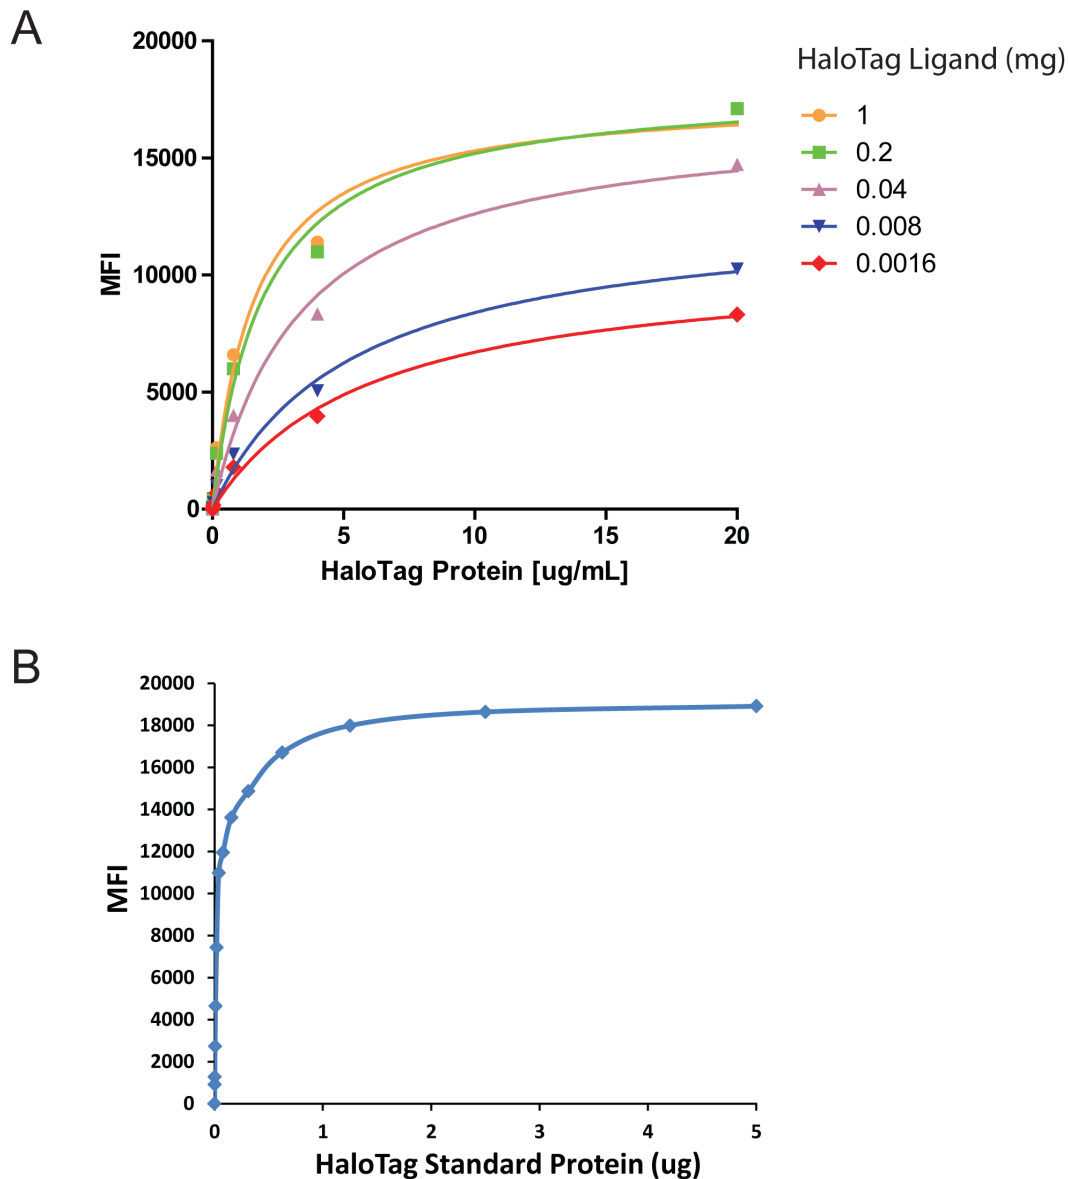 A
HaloTag Ligand (mg)
1
0.2
0.04
0.008
0.0016
20000
15000
10000
5000
0
MFI
0 5 10 15 20
HaloTag Protein [ug/mL]
B
20000
18000
16000
14000
12000
10000
8000
6000
4000
2000
0
MFI
0 1 2 3 4 5
HaloTag Standard Protein (ug)